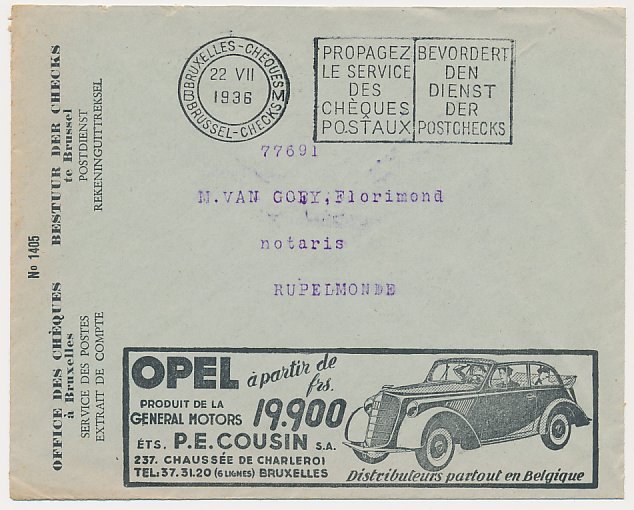 BRUXELLES-CHEQUES
22 VII
1936
BRUSSEL-CHECKS
PROPAGEZ
LE SERVICE
DES
CHÈQUES
POSTAUX
BEVORDERT
DEN
DIENST
DER
POSTCHECKS
77691
M.VAN GOEY,Florimond
notaris
RUPELMONDE
No 1405
OFFICE DES CHÈQUES
à Bruxelles
SERVICE DES POSTES
EXTRAIT DE COMPTE
BESTUUR DER CHECKS
te Brussel
POSTDIENST
REKENINGUITTREKSEL
OPEL à partir de
frs.
PRODUIT DE LA
GENERAL MOTORS 19.900
ÉTS. P.E.COUSIN S.A.
237. CHAUSSÉE DE CHARLEROI
TEL.37.31.20 (6 LIGNES) BRUXELLES
Distributeurs partout en Belgique